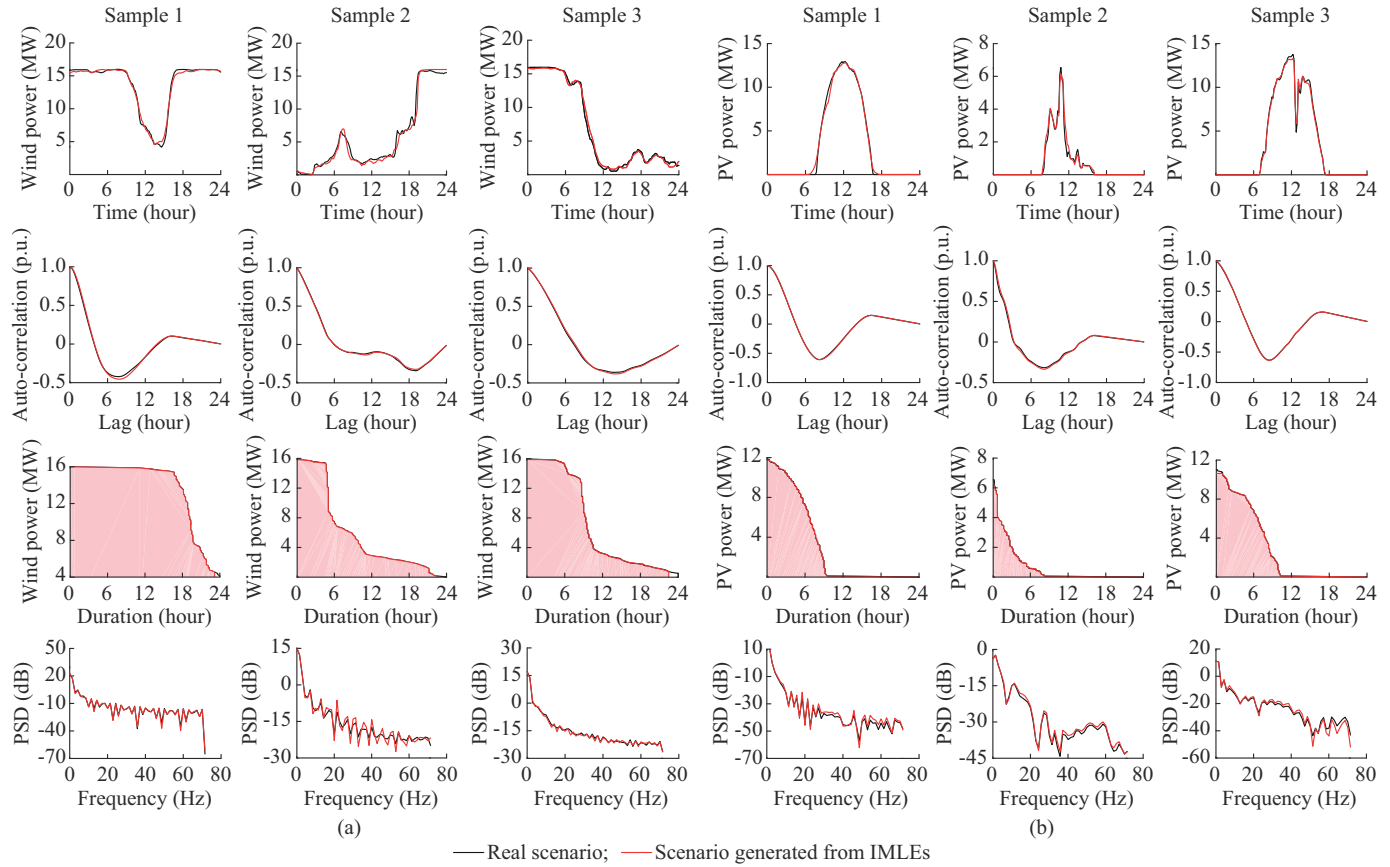 Sample 1 Sample 2 Sample 3 Sample 1 Sample 2 Sample 3
Wind power (MW) 20 15 10 5 0 6 12 18 24 Time (hour)
Wind power (MW) 20 15 10 5 0 6 12 18 24 Time (hour)
Wind power (MW) 20 15 10 5 0 6 12 18 24 Time (hour)
PV power (MW) 15 10 5 0 6 12 18 24 Time (hour)
PV power (MW) 8 6 4 2 0 6 12 18 24 Time (hour)
PV power (MW) 15 10 5 0 6 12 18 24 Time (hour)
Auto-correlation (p.u.) 1.0 0.5 0 -0.5 0 6 12 18 24 Lag (hour)
Auto-correlation (p.u.) 1.0 0.5 0 -0.5 0 6 12 18 24 Lag (hour)
Auto-correlation (p.u.) 1.0 0.5 0 -0.5 0 6 12 18 24 Lag (hour)
Auto-correlation (p.u.) 1.0 0.5 0 -0.5 -1.0 0 6 12 18 24 Lag (hour)
Auto-correlation (p.u.) 1.0 0.5 0 -0.5 0 6 12 18 24 Lag (hour)
Auto-correlation (p.u.) 1.0 0.5 0 -0.5 -1.0 0 6 12 18 24 Lag (hour)
Wind power (MW) 16 12 8 4 0 6 12 18 24 Duration (hour)
Wind power (MW) 16 12 8 4 0 6 12 18 24 Duration (hour)
Wind power (MW) 16 12 8 4 0 6 12 18 24 Duration (hour)
PV power (MW) 12 8 4 0 6 12 18 24 Duration (hour)
PV power (MW) 8 6 4 2 0 6 12 18 24 Duration (hour)
PV power (MW) 12 8 4 0 6 12 18 24 Duration (hour)
PSD (dB) 50 20 -10 -40 -70 0 20 40 60 80 Frequency (Hz)
PSD (dB) 15 0 -15 -30 0 20 40 60 80 Frequency (Hz)
PSD (dB) 30 15 0 -15 -30 0 20 40 60 80 Frequency (Hz)
PSD (dB) 10 -10 -30 -50 -70 0 20 40 60 80 Frequency (Hz)
PSD (dB) 0 -15 -30 -45 0 20 40 60 80 Frequency (Hz)
PSD (dB) 20 0 -20 -40 -60 0 20 40 60 80 Frequency (Hz)
(a) (b)
Real scenario; Scenario generated from IMLEs